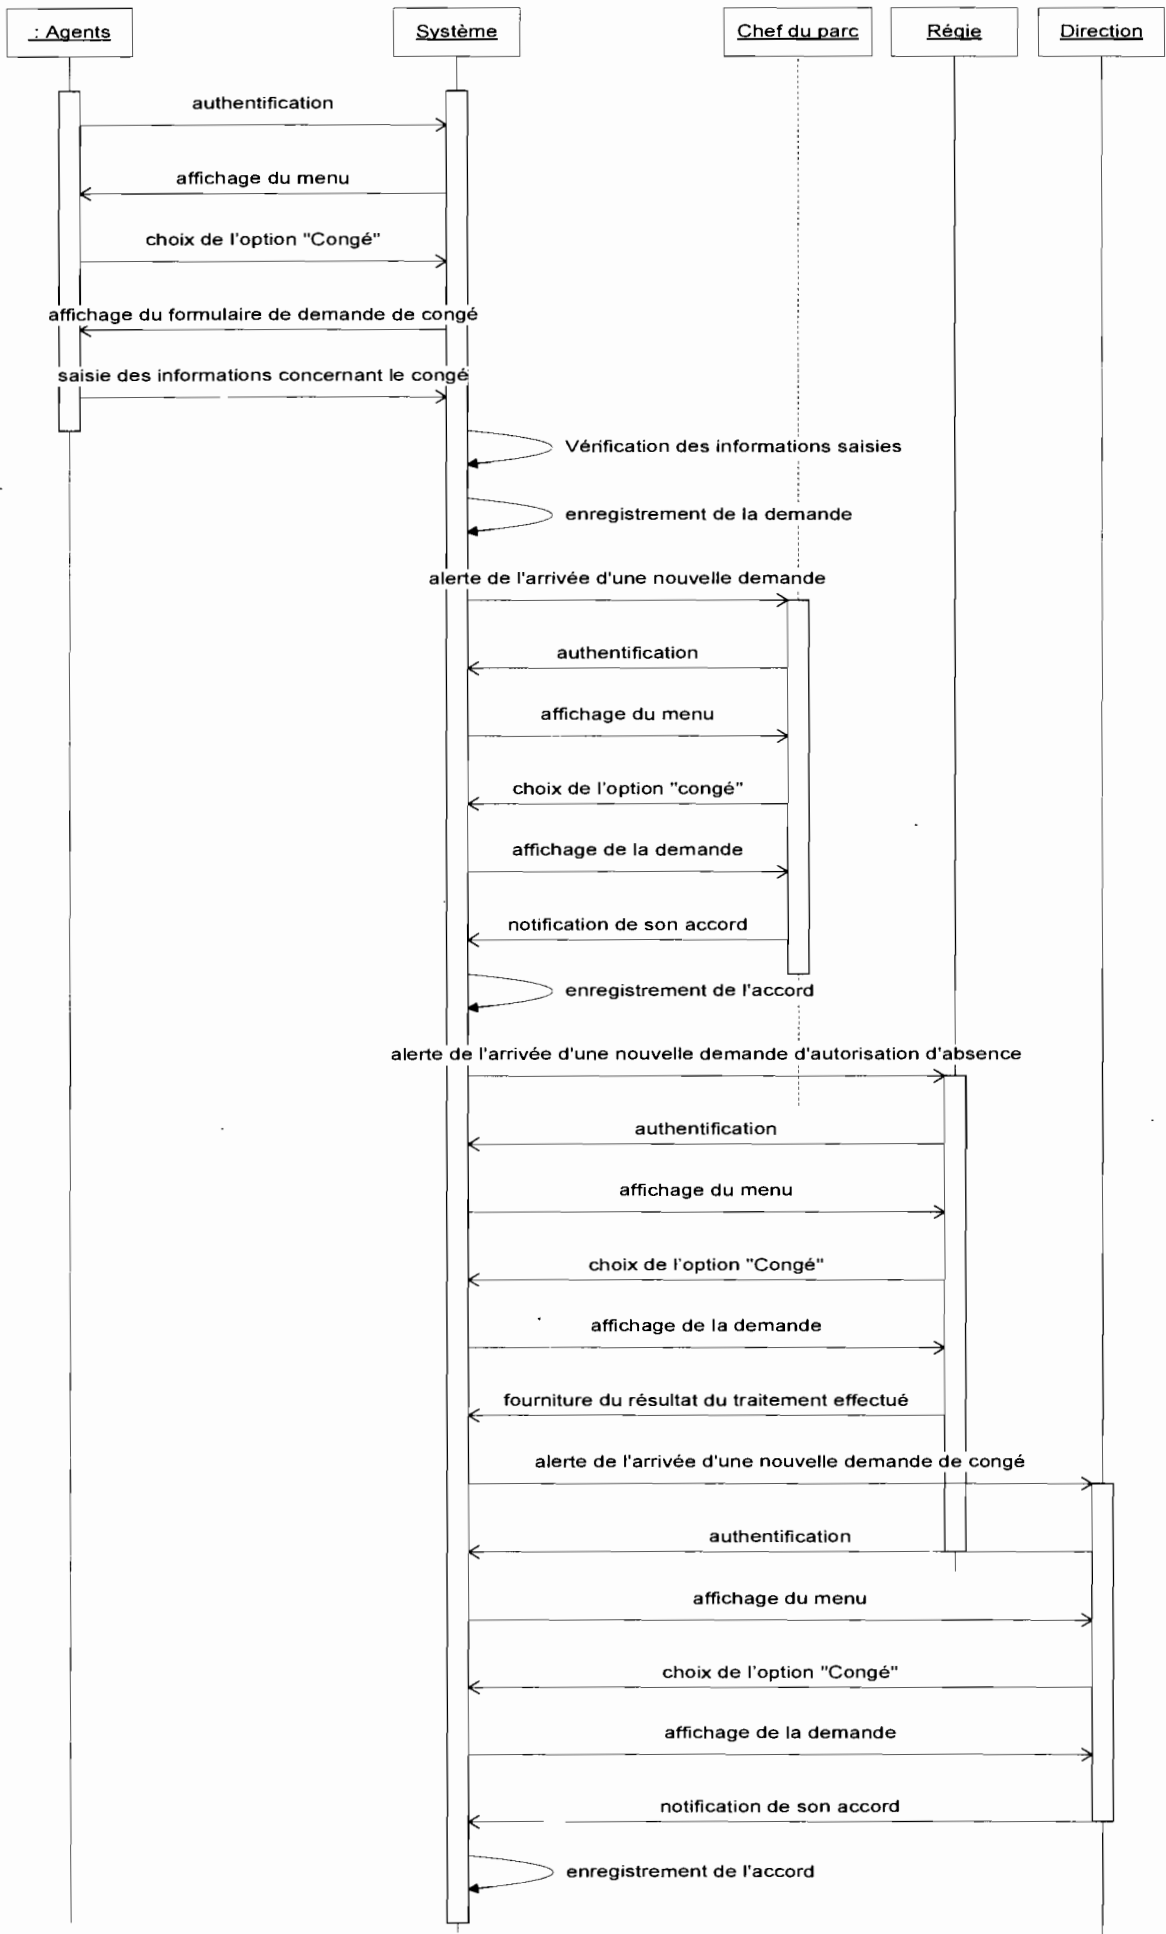 : Agents
Système
Chef du parc
Régie
Direction
authentification
affichage du menu
choix de l'option "Congé"
affichage du formulaire de demande de congé
saisie des informations concernant le congé
Vérification des informations saisies
enregistrement de la demande
alerte de l'arrivée d'une nouvelle demande
authentification
affichage du menu
choix de l'option "congé"
affichage de la demande
notification de son accord
enregistrement de l'accord
alerte de l'arrivée d'une nouvelle demande d'autorisation d'absence
authentification
affichage du menu
choix de l'option "Congé"
affichage de la demande
fourniture du résultat du traitement effectué
alerte de l'arrivée d'une nouvelle demande de congé
authentification
affichage du menu
choix de l'option "Congé"
affichage de la demande
notification de son accord
enregistrement de l'accord